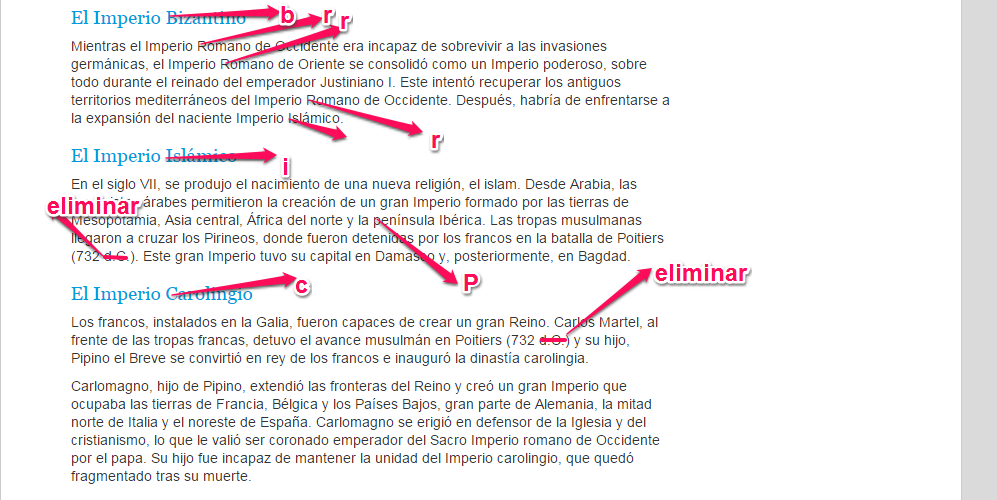 El Imperio Bizantino b r r
Mientras el Imperio Romano de Occidente era incapaz de sobrevivir a las invasiones
germánicas, el Imperio Romano de Oriente se consolidó como un Imperio poderoso, sobre
todo durante el reinado del emperador Justiniano I. Este intentó recuperar los antiguos
territorios mediterráneos del Imperio Romano de Occidente. Después, habría de enfrentarse a
la expansión del naciente Imperio Islámico.
r
El Imperio Islámico i
En el siglo VII, se produjo el nacimiento de una nueva religión, el islam. Desde Arabia, las
eliminar árabes permitieron la creación de un gran Imperio formado por las tierras de
Mesopotamia, Asia central, África del norte y la península Ibérica. Las tropas musulmanas
llegaron a cruzar los Pirineos, donde fueron detenidas por los francos en la batalla de Poitiers
(732 d.C.). Este gran Imperio tuvo su capital en Damasco y, posteriormente, en Bagdad.
P eliminar
El Imperio Carolingio c
Los francos, instalados en la Galia, fueron capaces de crear un gran Reino. Carlos Martel, al
frente de las tropas francas, detuvo el avance musulmán en Poitiers (732 d.C.) y su hijo,
Pipino el Breve se convirtió en rey de los francos e inauguró la dinastía carolingia.
Carlomagno, hijo de Pipino, extendió las fronteras del Reino y creó un gran Imperio que
ocupaba las tierras de Francia, Bélgica y los Países Bajos, gran parte de Alemania, la mitad
norte de Italia y el noreste de España. Carlomagno se erigió en defensor de la Iglesia y del
cristianismo, lo que le valió ser coronado emperador del Sacro Imperio romano de Occidente
por el papa. Su hijo fue incapaz de mantener la unidad del Imperio carolingio, que quedó
fragmentado tras su muerte.